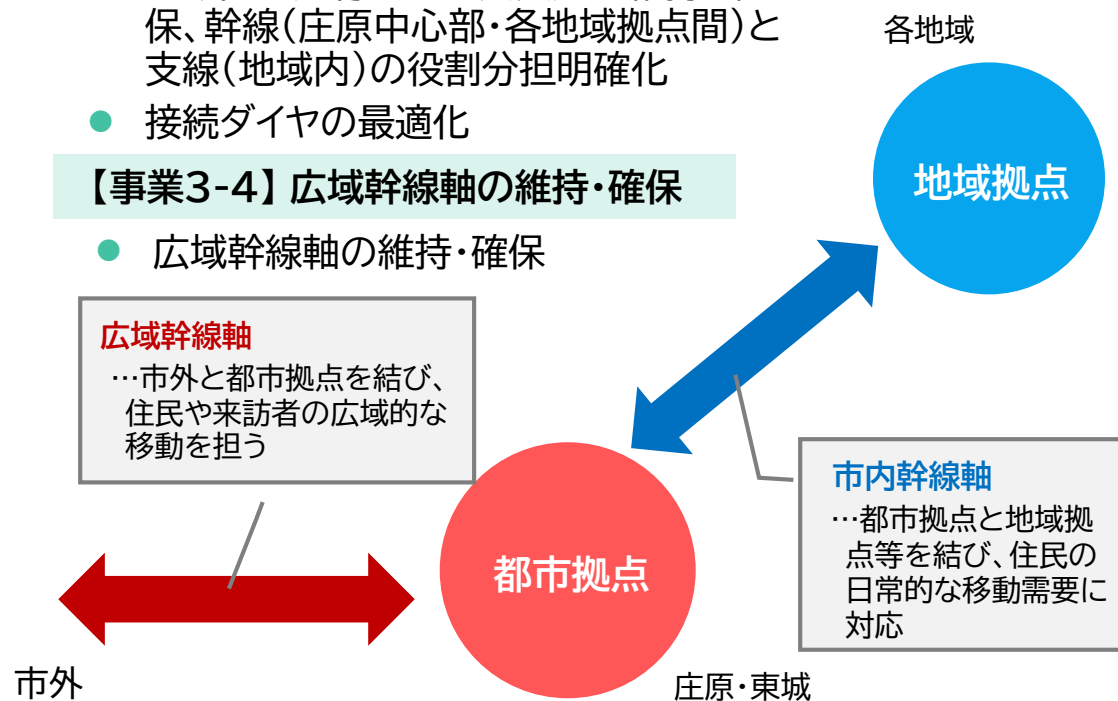 保、幹線(庄原中心部・各地域拠点間)と
支線(地域内)の役割分担明確化
● 接続ダイヤの最適化
【事業3-4】広域幹線軸の維持・確保
● 広域幹線軸の維持・確保
各地域
地域拠点
広域幹線軸
…市外と都市拠点を結び、
住民や来訪者の広域的な
移動を担う
市内幹線軸
…都市拠点と地域拠
点等を結び、住民の
日常的な移動需要に
対応
都市拠点
市外
庄原・東城